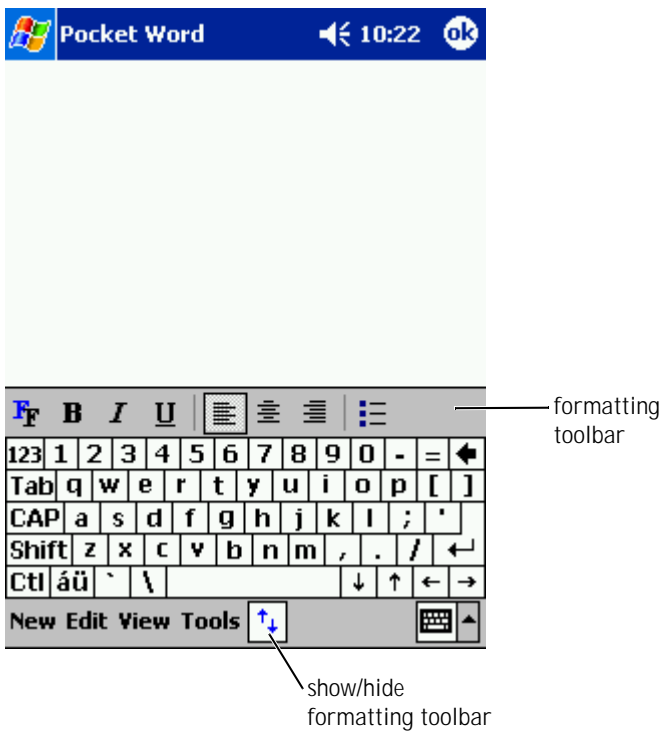 Pocket Word 10:22 ok
FF B I U
formatting
toolbar
123 1 2 3 4 5 6 7 8 9 0 - = 🡄
Tab q w e r t y u i o p [ ]
CAP a s d f g h j k l ; '
Shift z x c v b n m , . / ↵
Ctl áü ` \ ↓ ↑ ← →
New Edit View Tools
show/hide
formatting toolbar